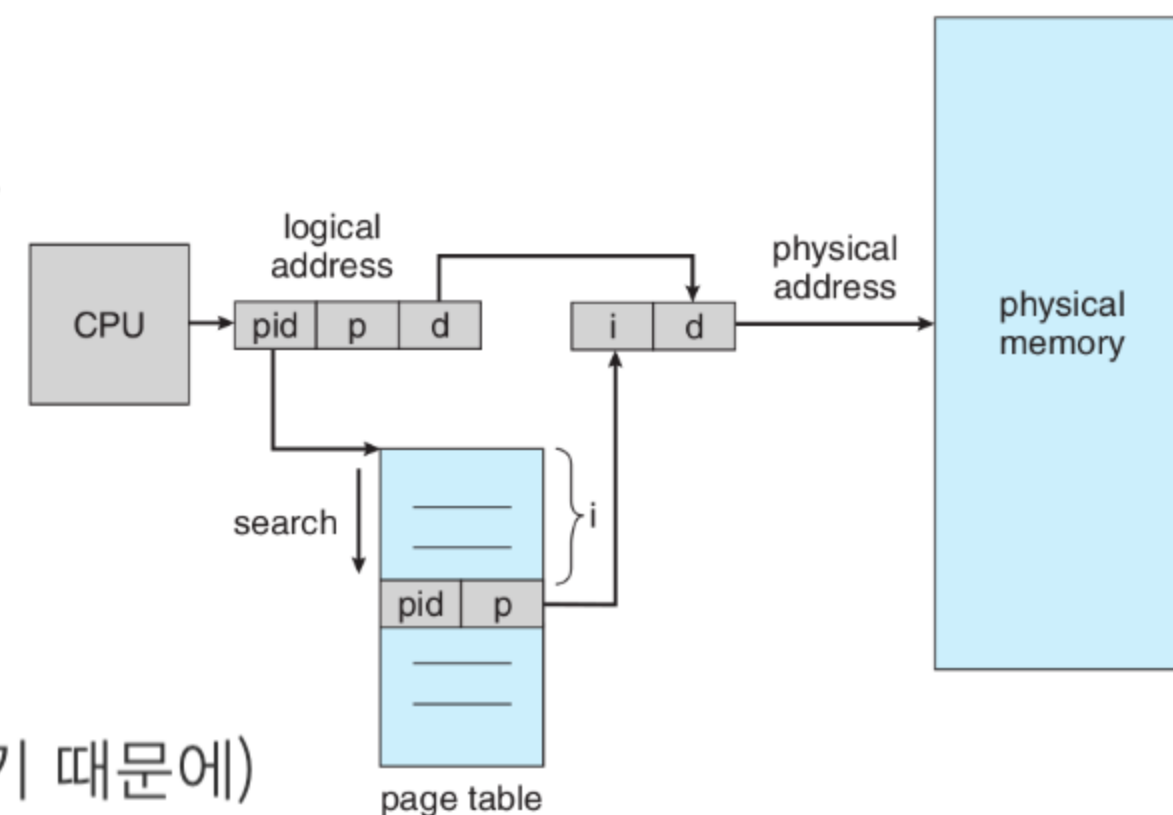 logical
address
physical
address
CPU
pid p d
i d
physical
memory
search
i
pid p
기 때문에)
page table